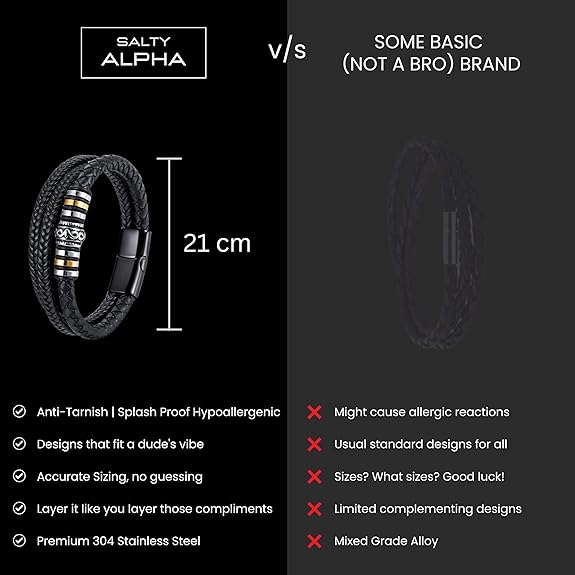 SALTY
ALPHA
v/s
SOME BASIC
(NOT A BRO) BRAND
21 cm
Anti-Tarnish | Splash Proof Hypoallergenic
Designs that fit a dude's vibe
Accurate Sizing, no guessing
Layer it like you layer those compliments
Premium 304 Stainless Steel
Might cause allergic reactions
Usual standard designs for all
Sizes? What sizes? Good luck!
Limited complementing designs
Mixed Grade Alloy